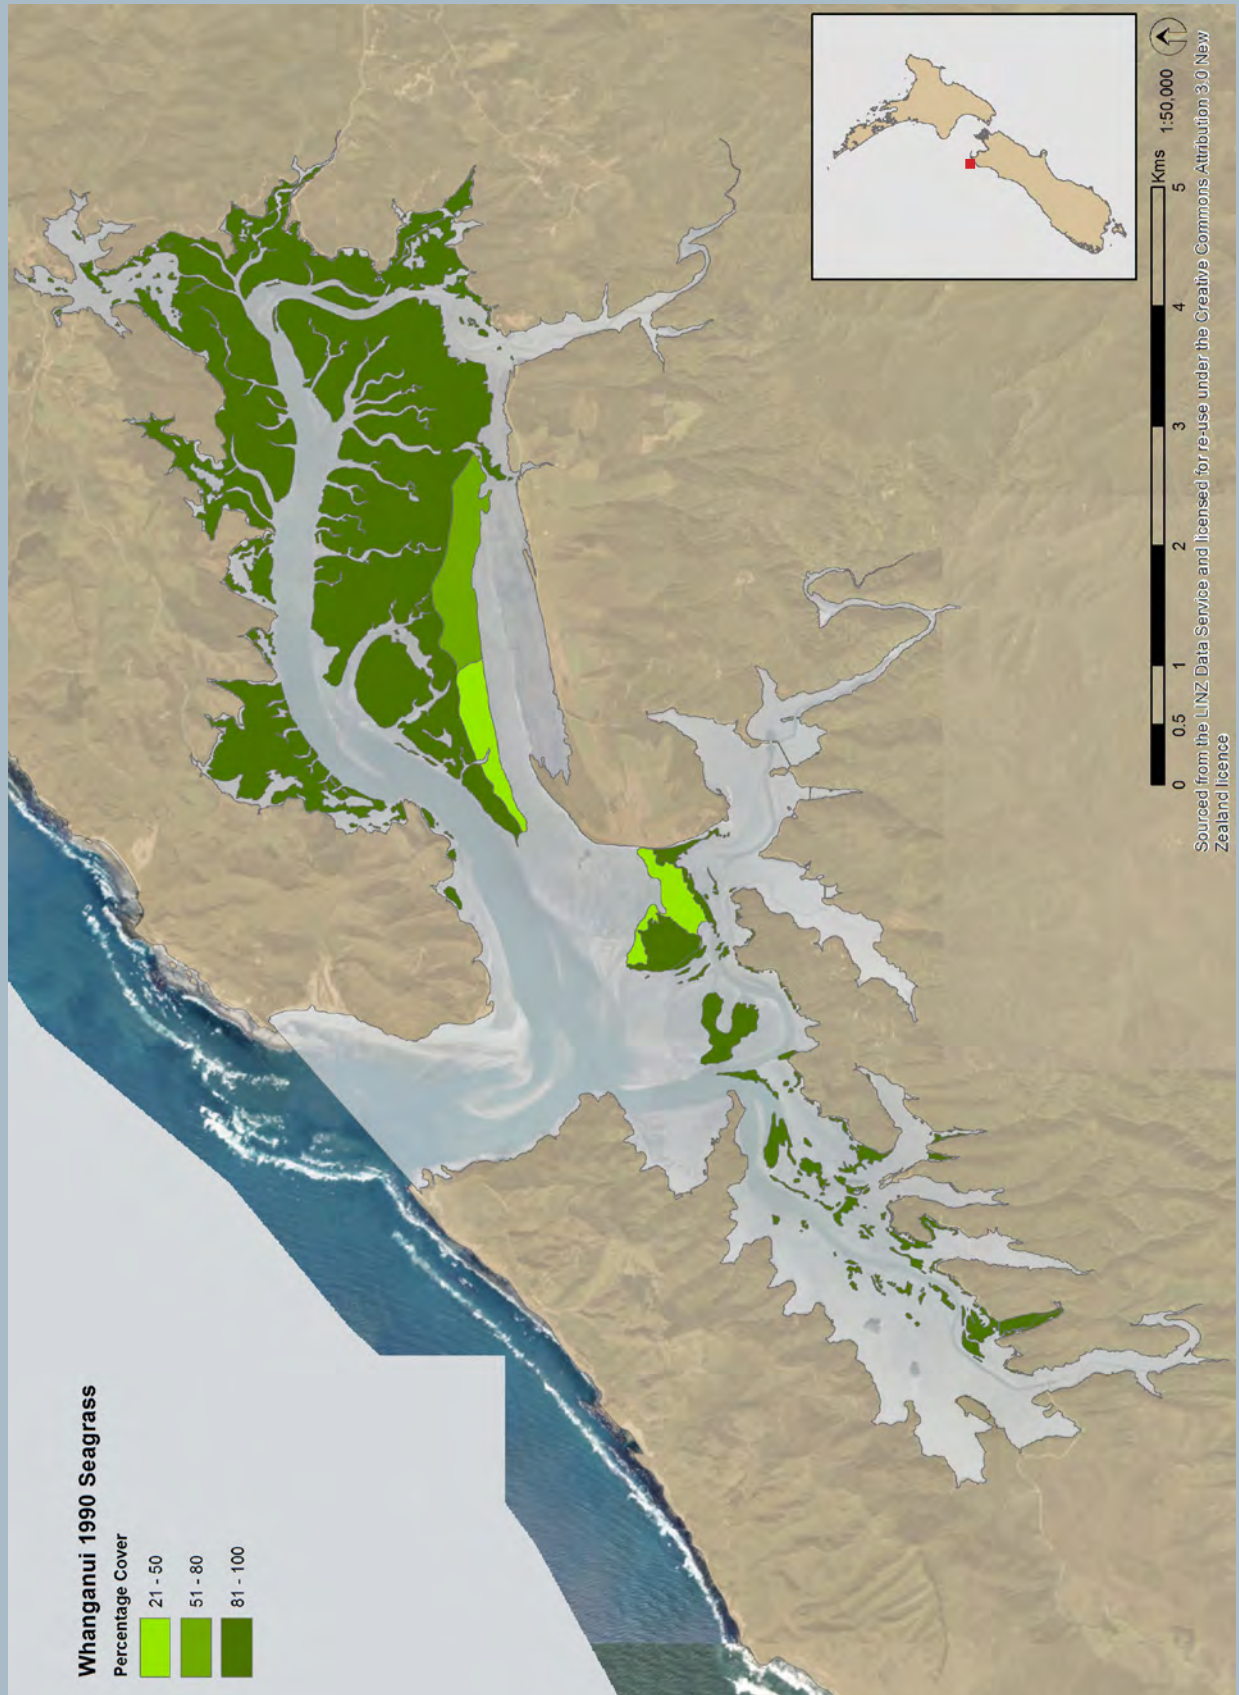 Whanganui 1990 Seagrass
Percentage Cover
21 - 50
51 - 80
81 - 100
0 0.5 1 2 3 4 5
Kms
1:50,000
Sourced from the LINZ Data Service and licensed for re-use under the Creative Commons Attribution 3.0 New
Zealand licence